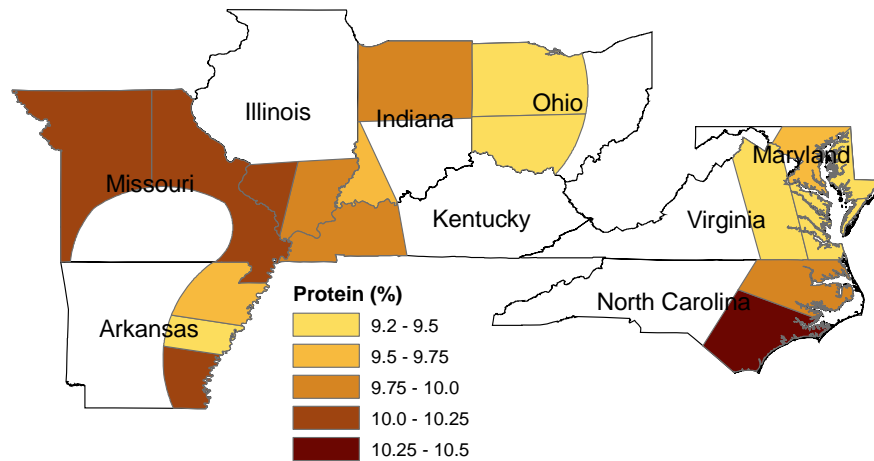 Illinois
Indiana
Ohio
Missouri
Maryland
Kentucky
Virginia
Arkansas
North Carolina
Protein (%)
9.2 - 9.5
9.5 - 9.75
9.75 - 10.0
10.0 - 10.25
10.25 - 10.5